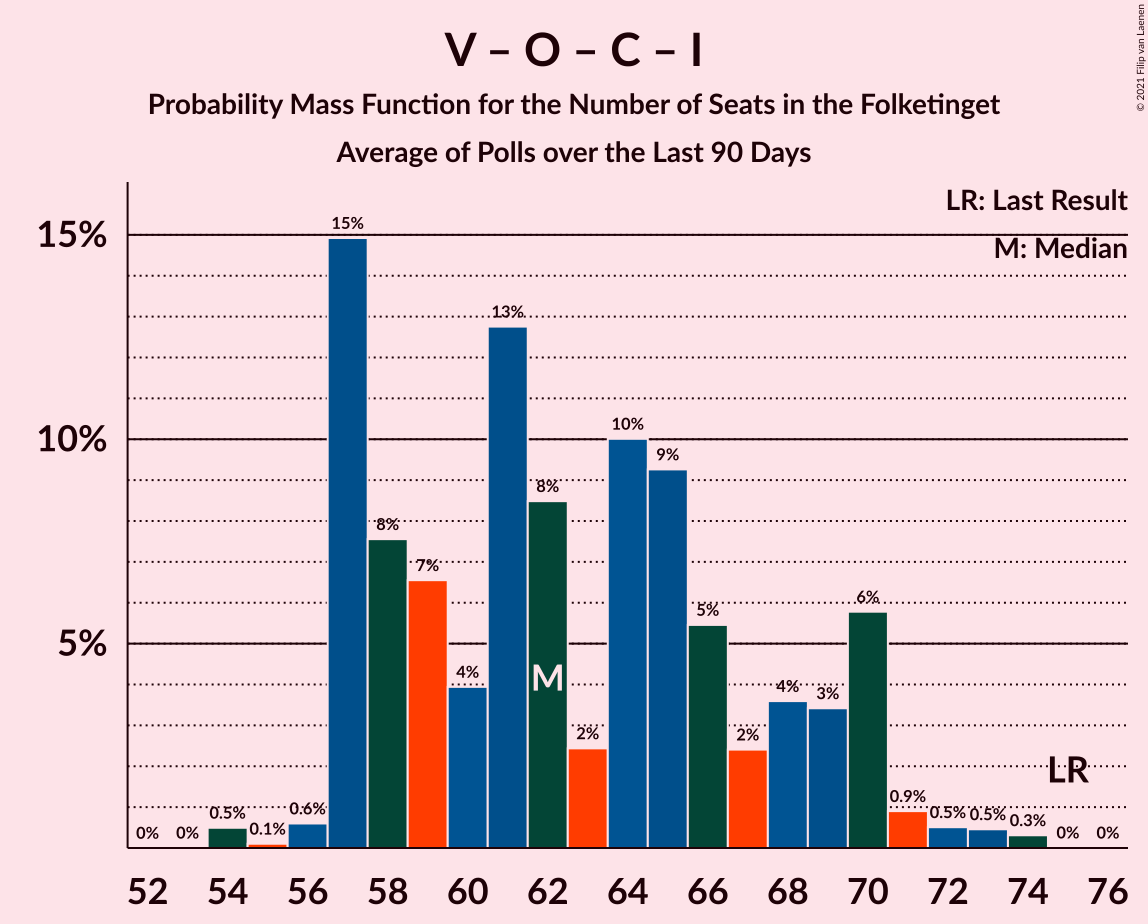 V – O – C – I
Probability Mass Function for the Number of Seats in the Folketinget
Average of Polls over the Last 90 Days
© 2021 Filip van Laenen
LR: Last Result
M: Median
15%
10%
5%
0% 0% 0.5% 0.1% 0.6% 15% 8% 7% 4% 13% 8% 2% 10% 9% 5% 2% 4% 3% 6% 0.9% 0.5% 0.5% 0.3% 0% 0%
M
LR
52 54 56 58 60 62 64 66 68 70 72 74 76